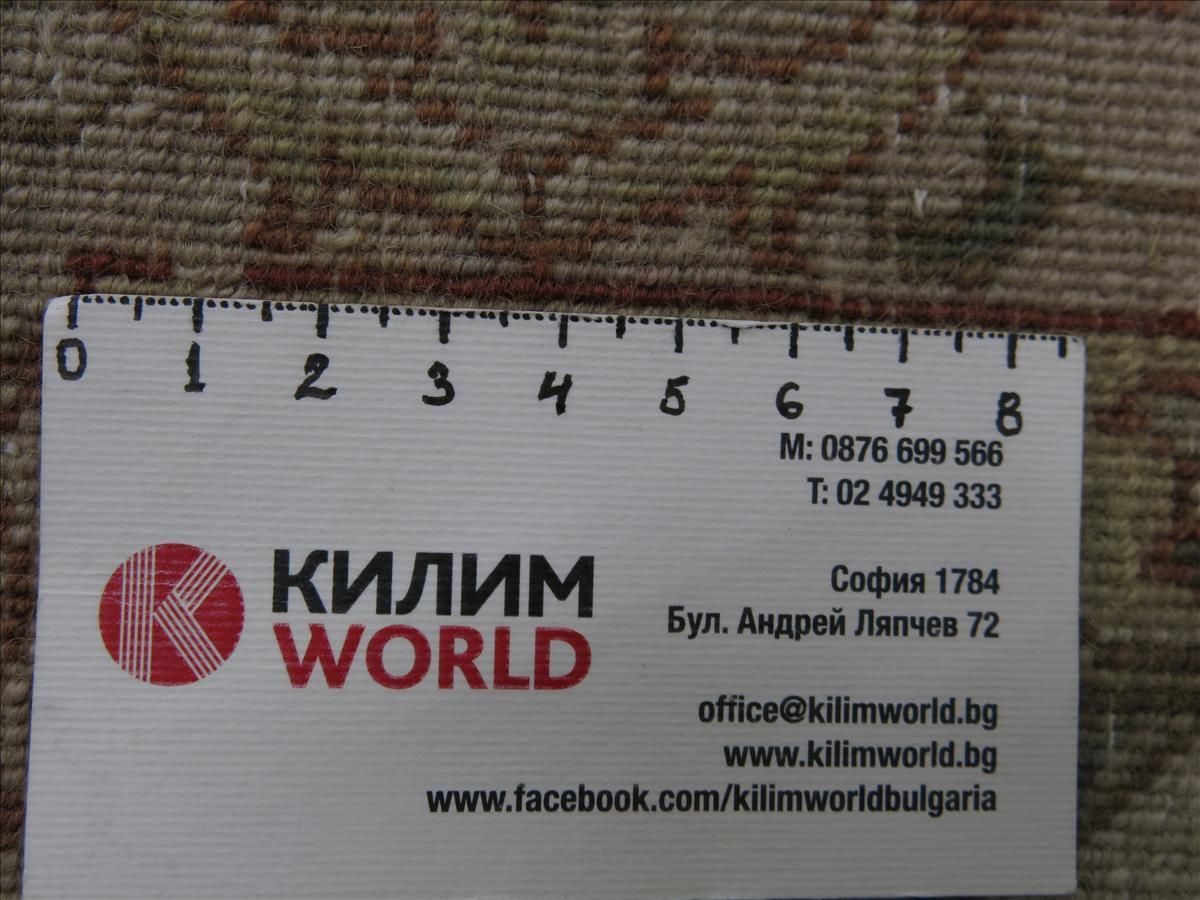 0 1 2 3 4 5 6 7 8
M: 0876 699 566
T: 02 4949 333
КИЛИМ
WORLD
София 1784
Бул. Андрей Ляпчев 72
office@kilimworld.bg
www.kilimworld.bg
www.facebook.com/kilimworldbulgaria